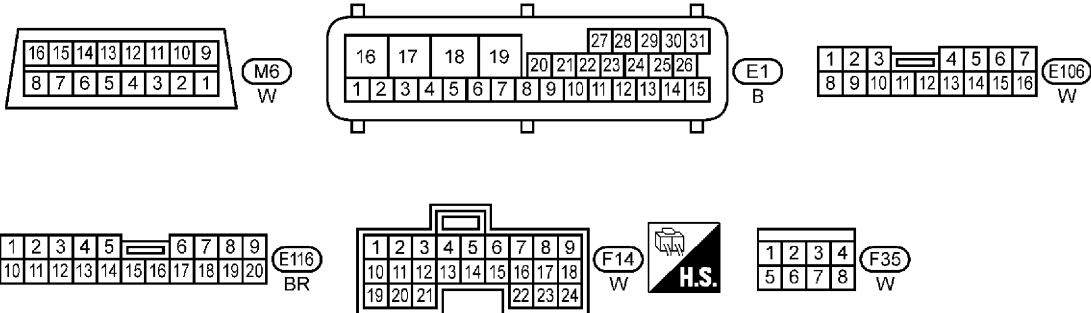 16 15 14 13 12 11 10 9
8 7 6 5 4 3 2 1
M6
W
27 28 29 30 31
16 17 18 19
20 21 22 23 24 25 26
1 2 3 4 5 6 7 8 9 10 11 12 13 14 15
E1
B
1 2 3 4 5 6 7
8 9 10 11 12 13 14 15 16
E106
W
1 2 3 4 5 6 7 8 9
10 11 12 13 14 15 16 17 18 19 20
E116
BR
1 2 3 4 5 6 7 8 9
10 11 12 13 14 15 16 17 18
19 20 21 22 23 24
F14
W
H.S.
1 2 3 4
5 6 7 8
F35
W